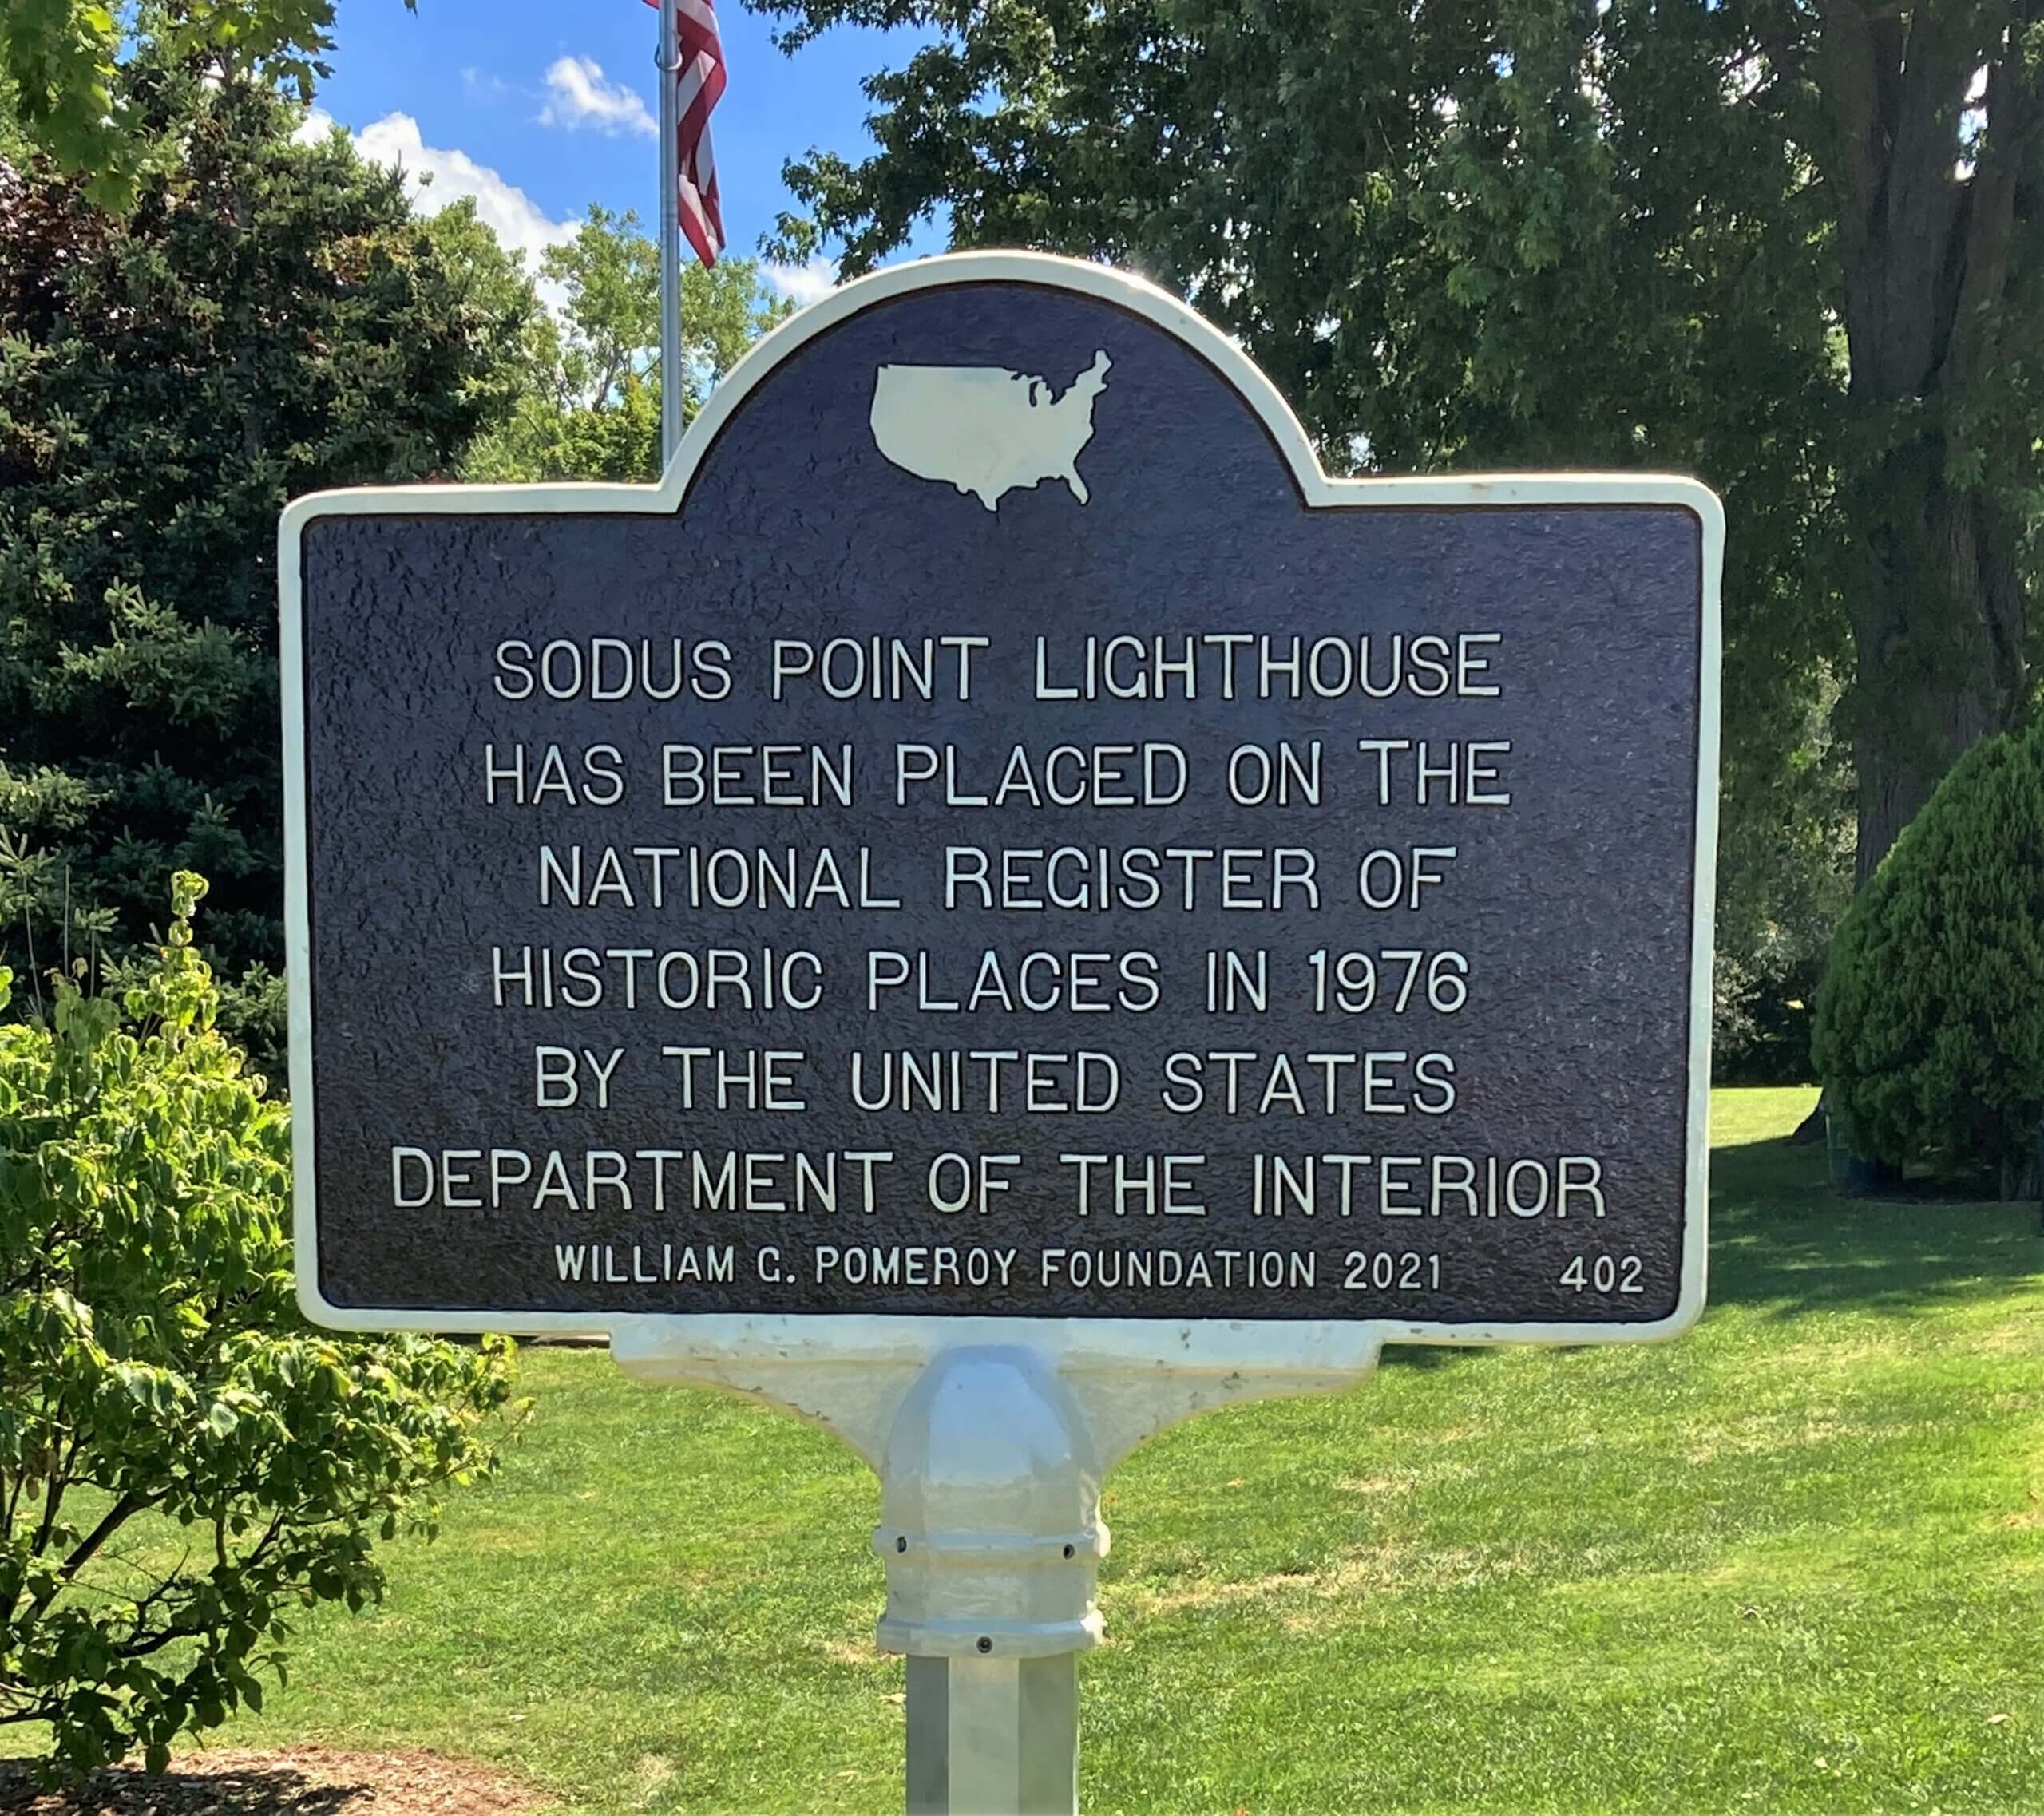 SODUS POINT LIGHTHOUSE
HAS BEEN PLACED ON THE
NATIONAL REGISTER OF
HISTORIC PLACES IN 1976
BY THE UNITED STATES
DEPARTMENT OF THE INTERIOR
WILLIAM G. POMEROY FOUNDATION 2021 402